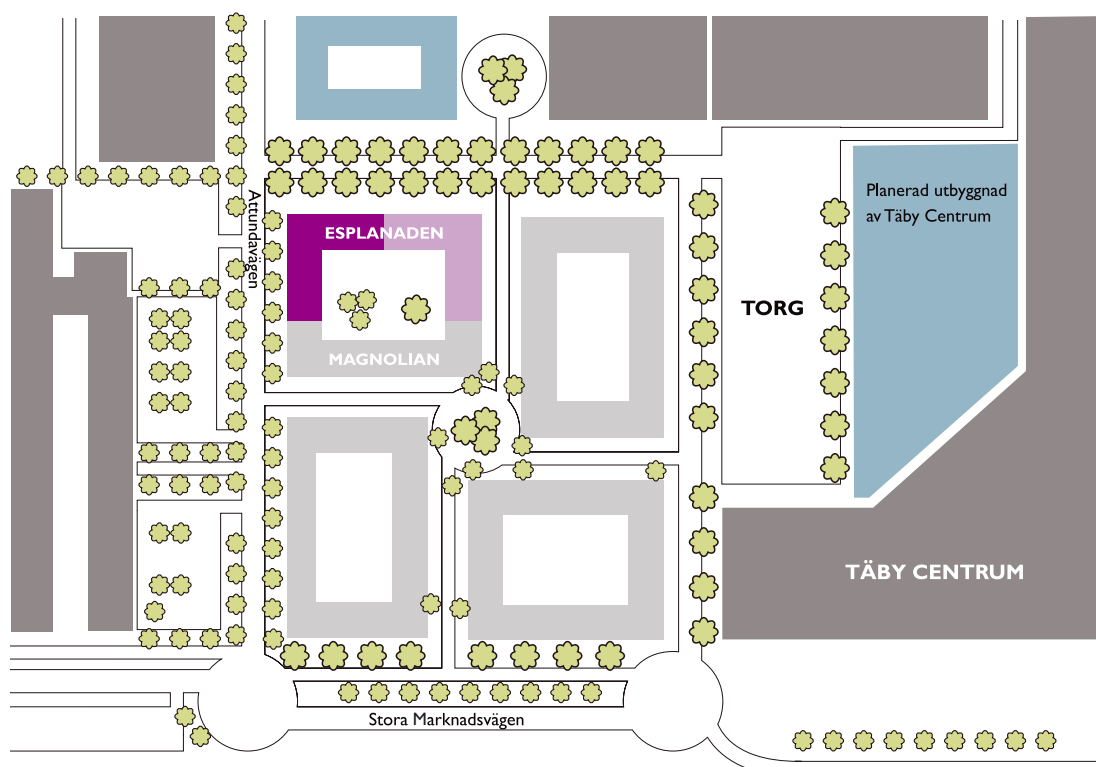 Attundavägen
ESPLANADEN
MAGNOLIAN
TORG
Planerad utbyggnad
av Täby Centrum
TÄBY CENTRUM
Stora Marknadsvägen